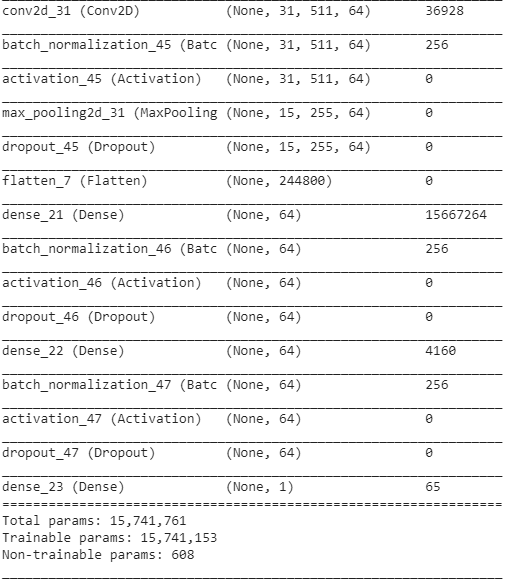 conv2d_31 (Conv2D) (None, 31, 511, 64) 36928
batch_normalization_45 (Batc (None, 31, 511, 64) 256
activation_45 (Activation) (None, 31, 511, 64) 0
max_pooling2d_31 (MaxPooling (None, 15, 255, 64) 0
dropout_45 (Dropout) (None, 15, 255, 64) 0
flatten_7 (Flatten) (None, 244800) 0
dense_21 (Dense) (None, 64) 15667264
batch_normalization_46 (Batc (None, 64) 256
activation_46 (Activation) (None, 64) 0
dropout_46 (Dropout) (None, 64) 0
dense_22 (Dense) (None, 64) 4160
batch_normalization_47 (Batc (None, 64) 256
activation_47 (Activation) (None, 64) 0
dropout_47 (Dropout) (None, 64) 0
dense_23 (Dense) (None, 1) 65
Total params: 15,741,761
Trainable params: 15,741,153
Non-trainable params: 608